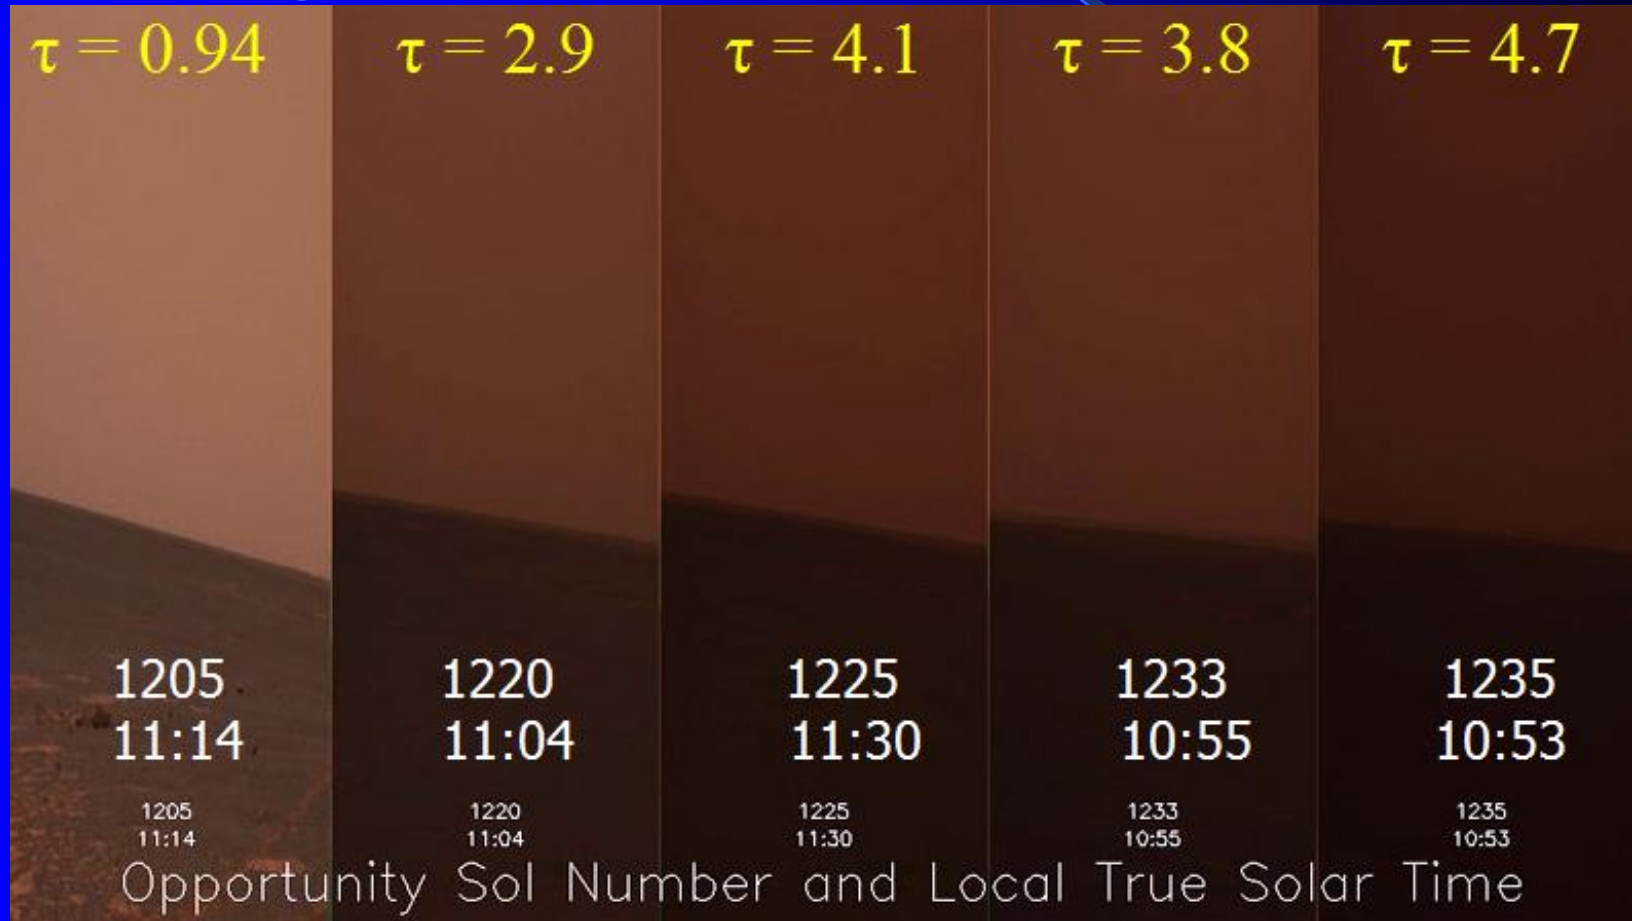 τ = 0.94 τ = 2.9 τ = 4.1 τ = 3.8 τ = 4.7
1205 1220 1225 1233 1235
11:14 11:04 11:30 10:55 10:53
1205 1220 1225 1233 1235
11:14 11:04 11:30 10:55 10:53
Opportunity Sol Number and Local True Solar Time